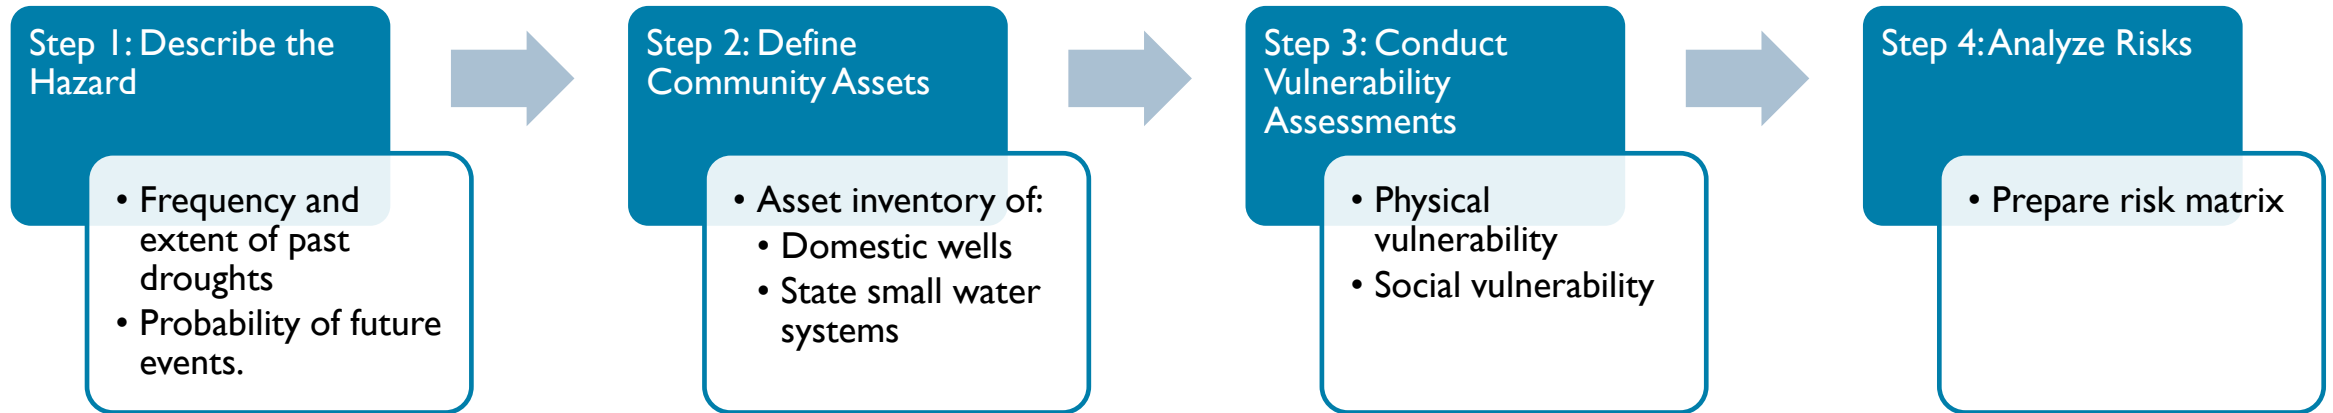 Step 1: Describe the
Hazard
• Frequency and
extent of past
droughts
• Probability of future
events.
Step 2: Define
Community Assets
• Asset inventory of:
• Domestic wells
• State small water
systems
Step 3: Conduct
Vulnerability
Assessments
• Physical
vulnerability
• Social vulnerability
Step 4: Analyze Risks
• Prepare risk matrix